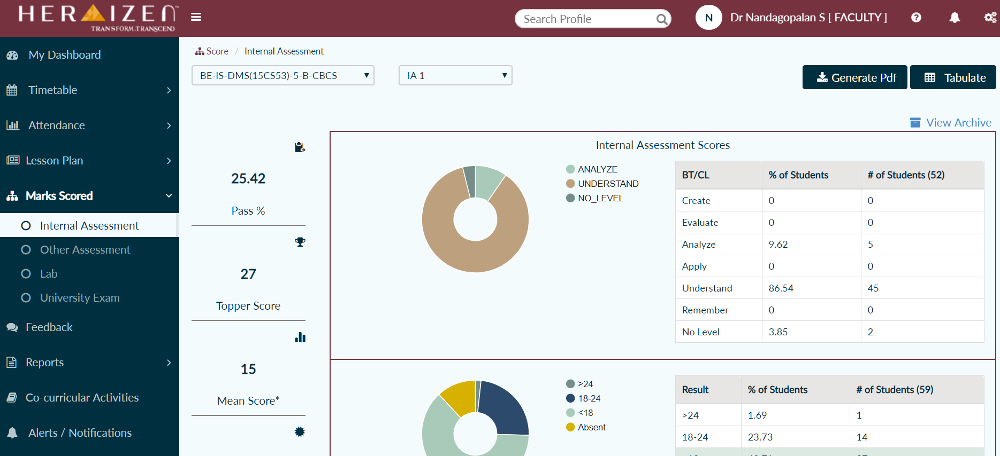 HERAIZEN™
TRANSFORM.TRANSCEND
Search Profile
N
Dr Nandagopalan S [ FACULTY ]
My Dashboard
Timetable
Attendance
Lesson Plan
Marks Scored
Internal Assessment
Other Assessment
Lab
University Exam
Feedback
Reports
Co-curricular Activities
Alerts / Notifications
Score / Internal Assessment
BE-IS-DMS(15CS53)-5-B-CBCS
IA 1
Generate Pdf
Tabulate
View Archive
25.42
Pass %
27
Topper Score
15
Mean Score*
Internal Assessment Scores
ANALYZE
UNDERSTAND
NO_LEVEL
BT/CL % of Students # of Students (52)
Create 0 0
Evaluate 0 0
Analyze 9.62 5
Apply 0 0
Understand 86.54 45
Remember 0 0
No Level 3.85 2
>24
18-24
<18
Absent
Result % of Students # of Students (59)
>24 1.69 1
18-24 23.73 14